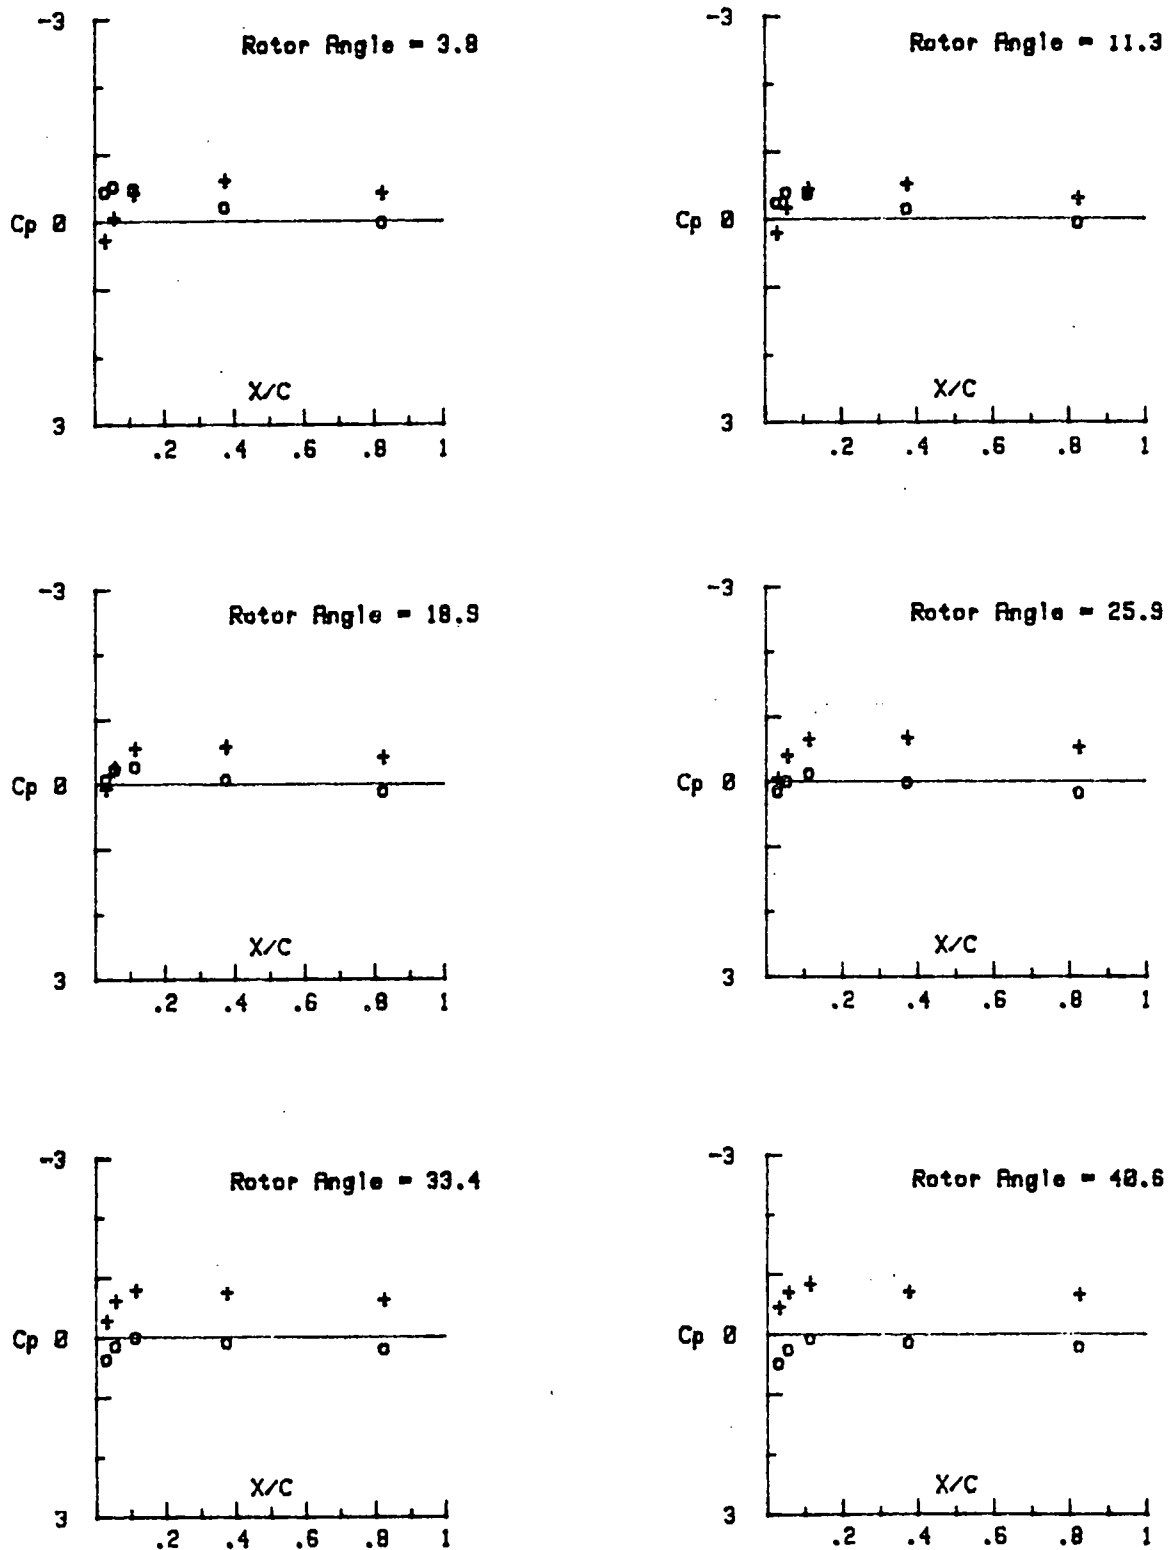 -3
Rotor Angle = 3.8
Cp 0
X/C
3
.2 .4 .6 .8 1
-3
Rotor Angle = 11.3
Cp 0
X/C
3
.2 .4 .6 .8 1
-3
Rotor Angle = 18.9
Cp 0
X/C
3
.2 .4 .6 .8 1
-3
Rotor Angle = 25.9
Cp 0
X/C
3
.2 .4 .6 .8 1
-3
Rotor Angle = 33.4
Cp 0
X/C
3
.2 .4 .6 .8 1
-3
Rotor Angle = 40.6
Cp 0
X/C
3
.2 .4 .6 .8 1